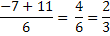 (-7 + 11)/6 = 4/6 = 2/3